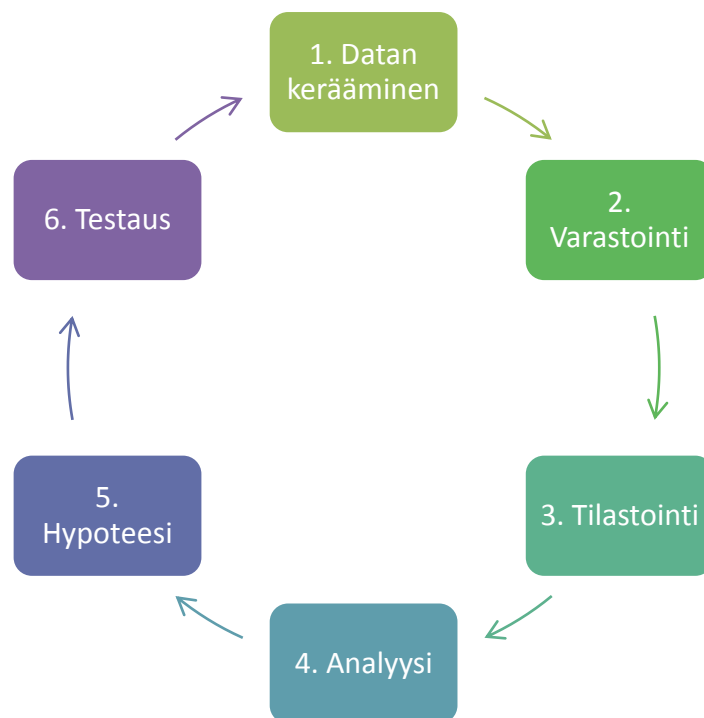 1. Datan
kerääminen
2.
Varastointi
3. Tilastointi
4. Analyysi
5.
Hypoteesi
6. Testaus